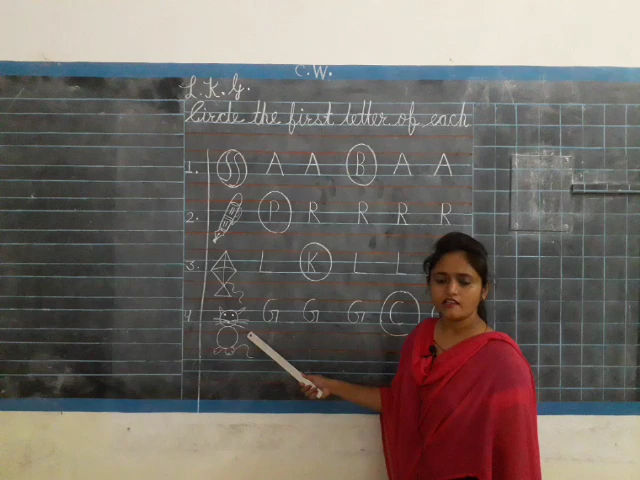 C.W.
L.K.G.
Circle the first letter of each
1. A A B A A
2. P R R R R
3. L K L L
4 G G G C